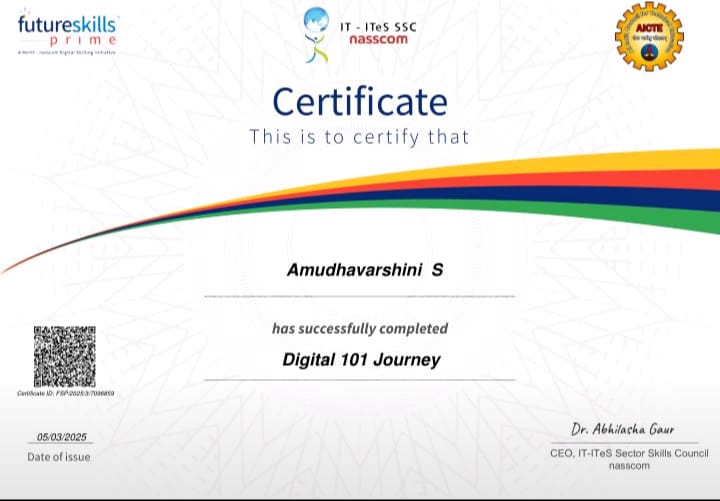 futureskills
prime
A MeitY - nasscom Digital Skilling Initiative
IT - ITeS SSC
nasscom
AICTE
Certificate
This is to certify that
Amudhavarshini S
has successfully completed
Digital 101 Journey
Certificate ID: FSP/2025/3/7098859
05/03/2025
Date of issue
Dr. Abhilasha Gaur
CEO, IT-ITeS Sector Skills Council
nasscom